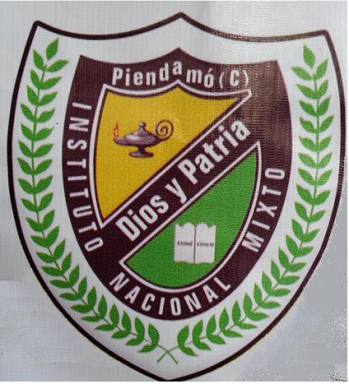 Piendamó (C)
INSTITUTO NACIONAL MIXTO
Dios y Patria